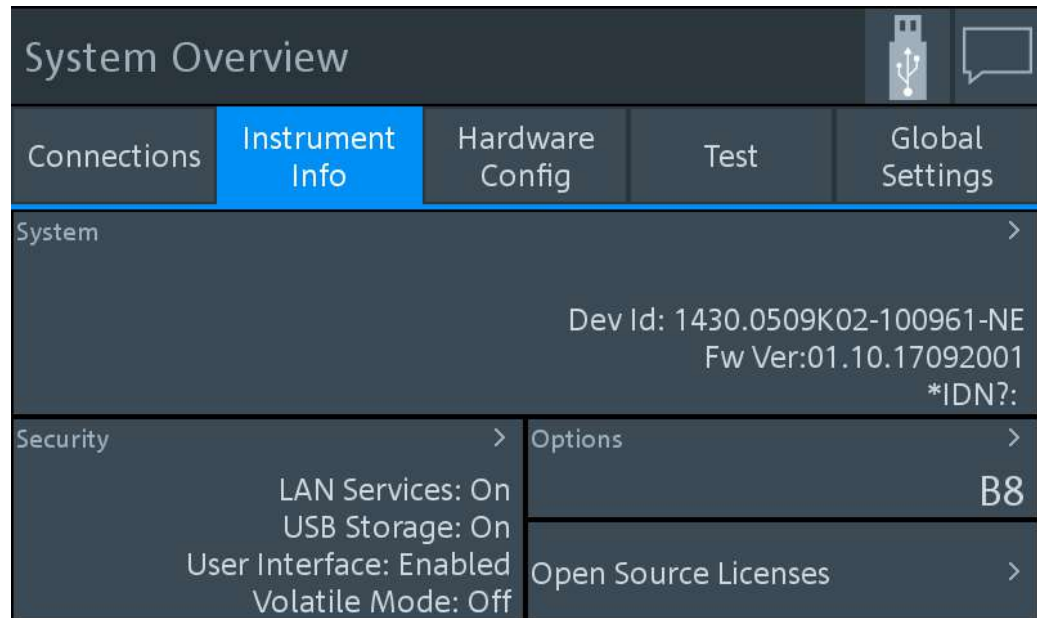 System Overview
Connections
Instrument
Info
Hardware
Config
Test
Global
Settings
System >
Dev Id: 1430.0509K02-100961-NE
Fw Ver:01.10.17092001
*IDN?:
Security >
LAN Services: On
USB Storage: On
User Interface: Enabled
Volatile Mode: Off
Options >
B8
Open Source Licenses >